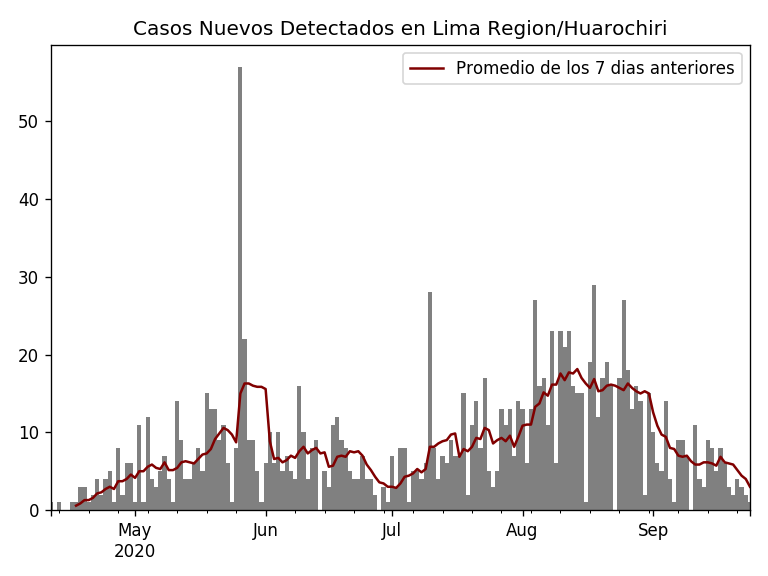 Casos Nuevos Detectados en Lima Region/Huarochiri
Promedio de los 7 dias anteriores
50
40
30
20
10
0
May Jun Jul Aug Sep
2020